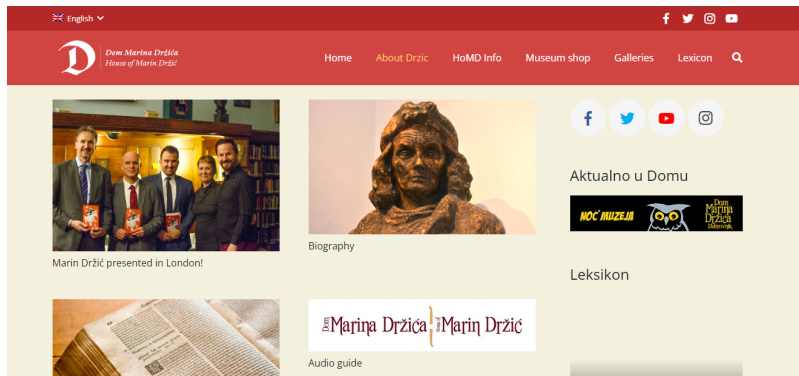 English
Dom Marina Držića
House of Marin Držić
Home
About Drzic
HoMD Info
Museum shop
Galleries
Lexicon
Marin Držić presented in London!
Biography
Dom Marina Držića House of Marin Držić
Audio guide
Aktualno u Domu
NOĆ MUZEJA
Dom
Marina
Držića
Dubrovnik
Leksikon